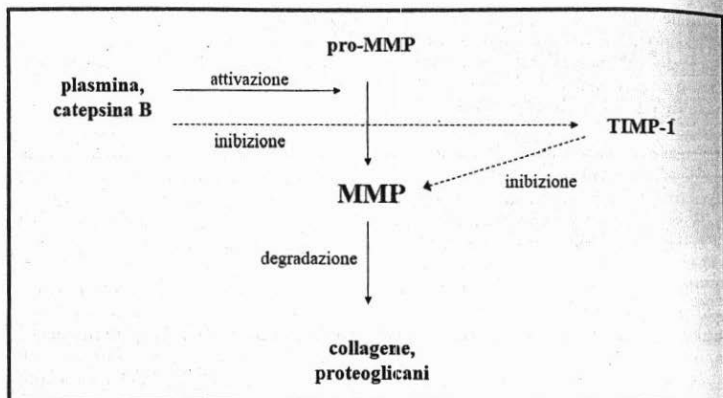 pro-MMP
plasmina,
catepsina B
attivazione
inibizione
TIMP-1
inibizione
MMP
degradazione
collagene,
proteoglicani